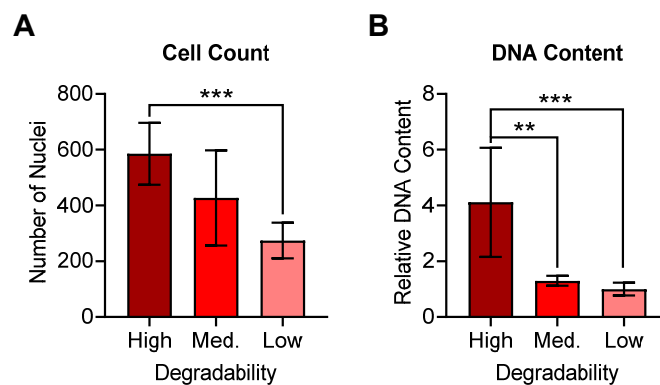 A
Cell Count
Number of Nuclei
800
600
400
200
0
***
High Med. Low
Degradability
B
DNA Content
Relative DNA Content
8
6
4
2
0
***
**
High Med. Low
Degradability